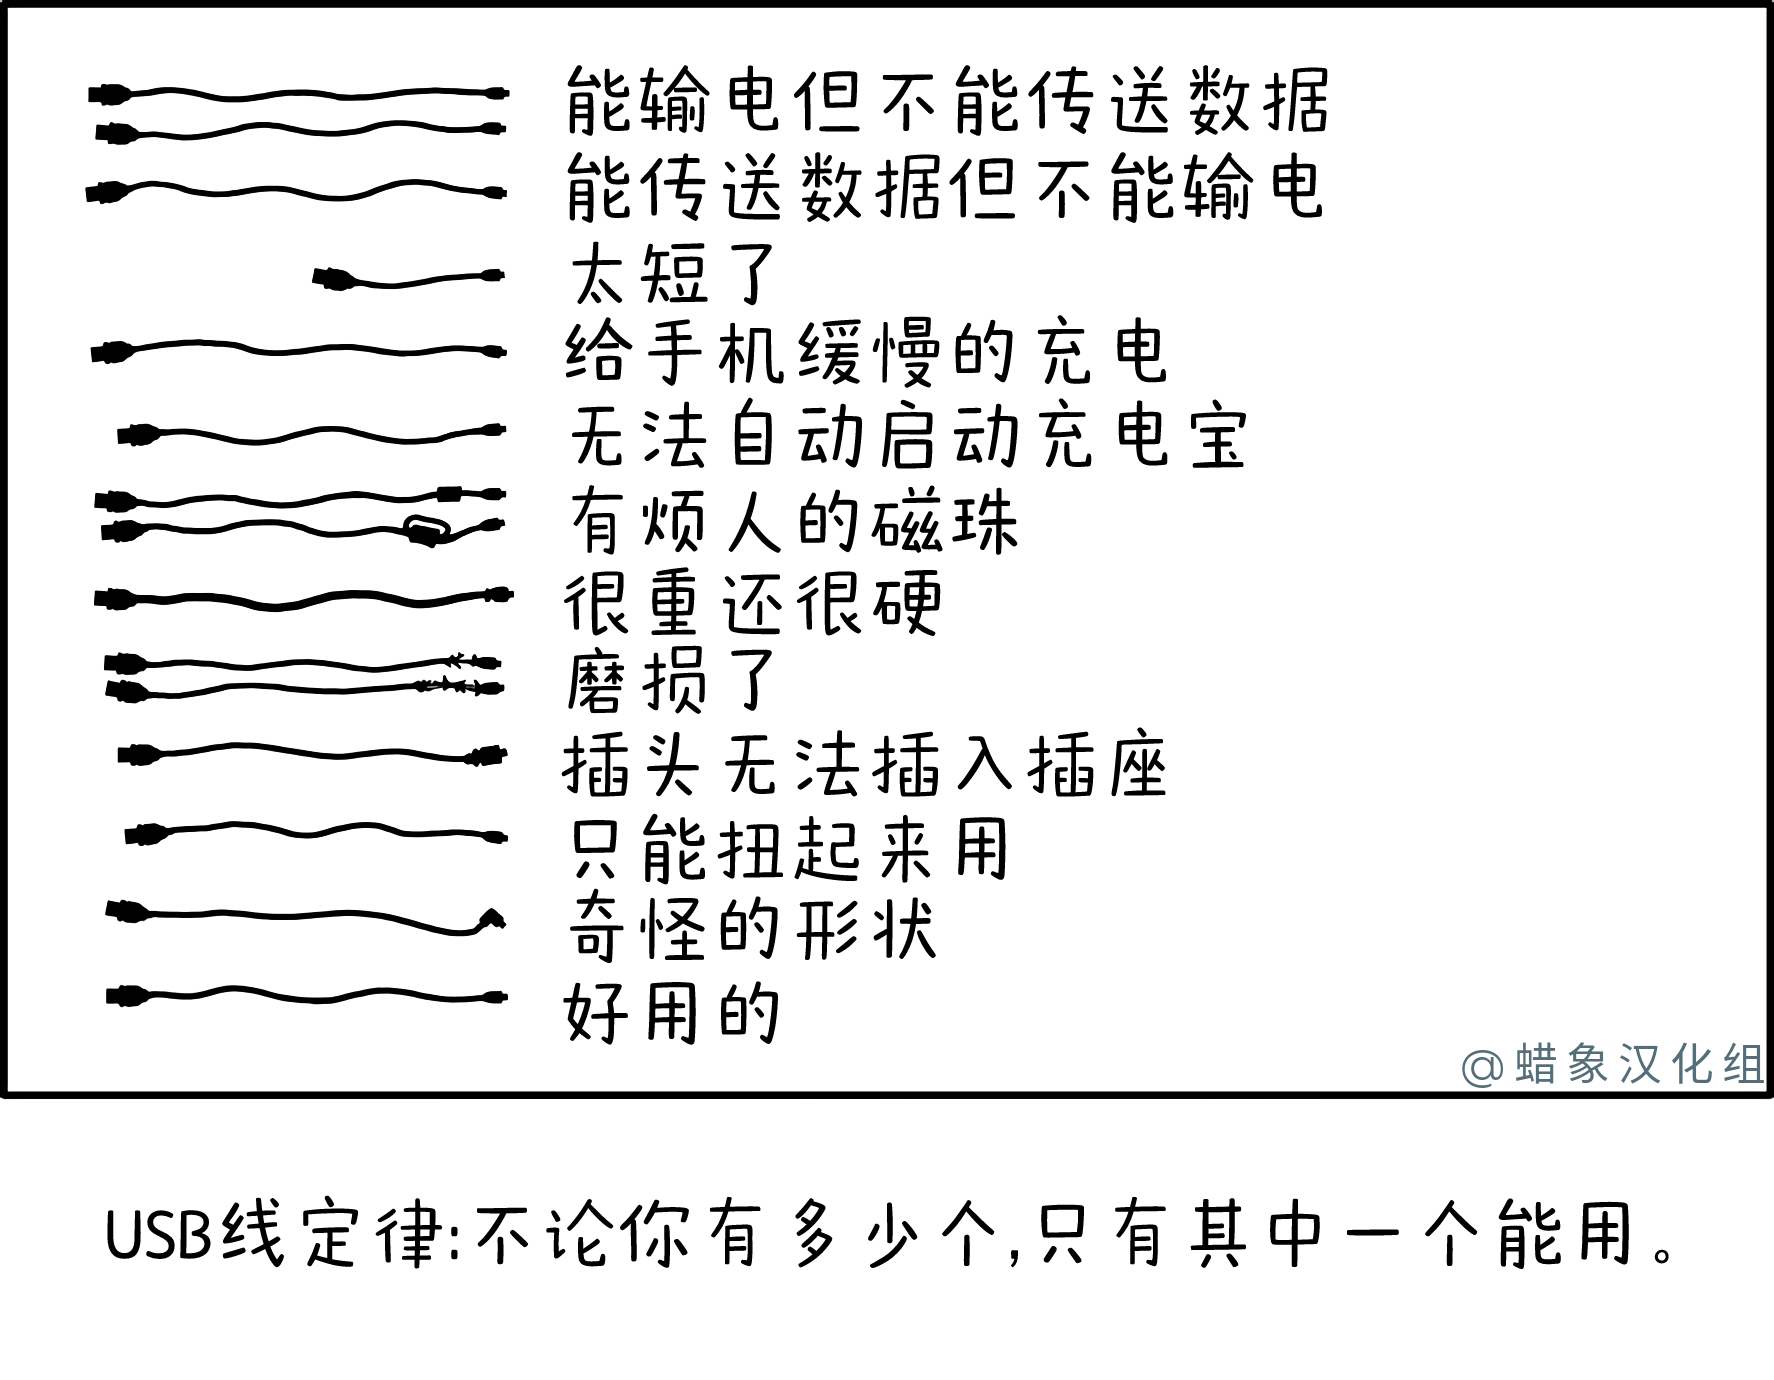 能输电但不能传送数据
能传送数据但不能输电
太短了
给手机缓慢的充电
无法自动启动充电宝
有烦人的磁珠
很重还很硬
磨损了
插头无法插入插座
只能扭起来用
奇怪的形状
好用的
@蜡象汉化组
USB线定律:不论你有多少个,只有其中一个能用。